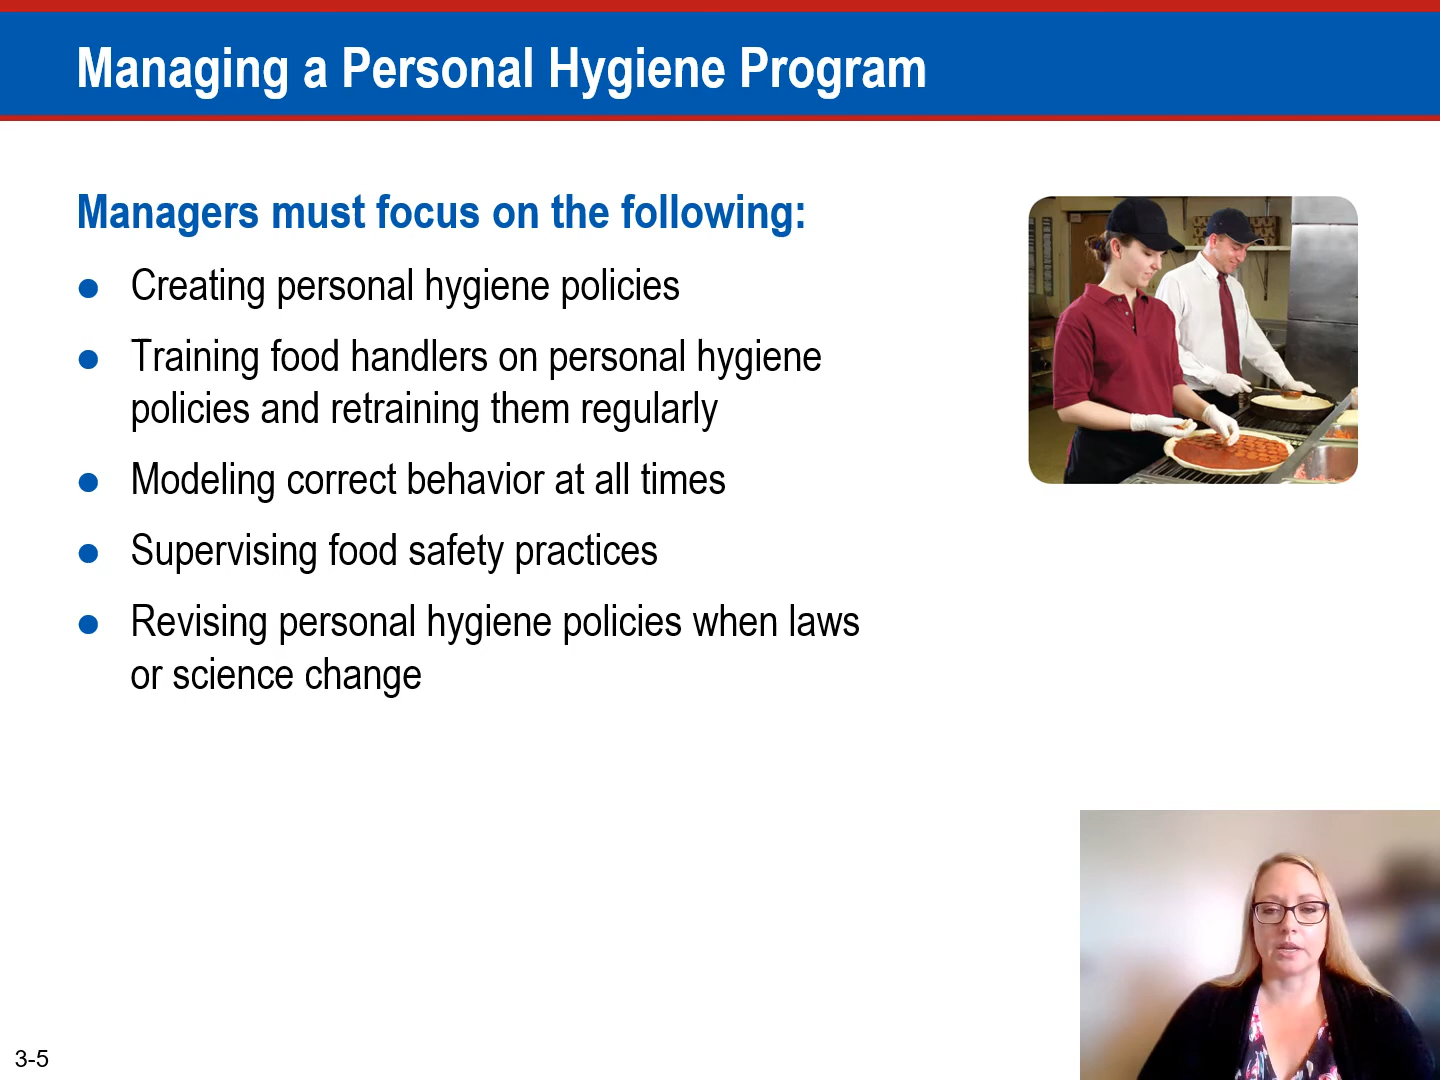 Managing a Personal Hygiene Program
Managers must focus on the following:
● Creating personal hygiene policies
● Training food handlers on personal hygiene
policies and retraining them regularly
● Modeling correct behavior at all times
● Supervising food safety practices
● Revising personal hygiene policies when laws
or science change
3-5